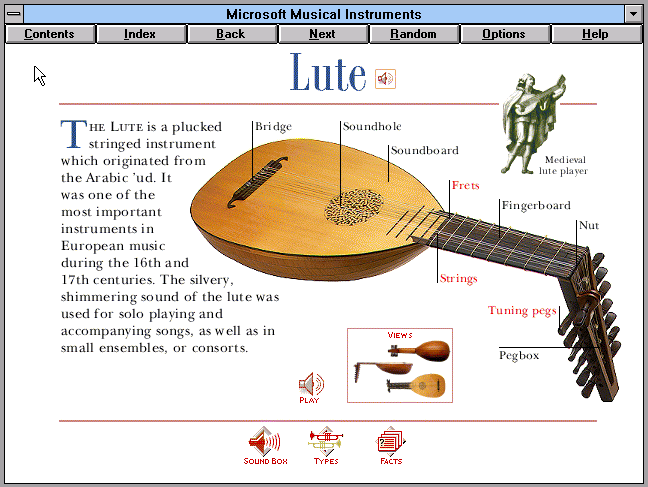 Microsoft Musical Instruments
Contents
Index
Back
Next
Random
Options
Help
Lute
THE LUTE is a plucked
stringed instrument
which originated from
the Arabic ’ud. It
was one of the
most important
instruments in
European music
during the 16th and
17th centuries. The silvery,
shimmering sound of the lute was
used for solo playing and
accompanying songs, as well as in
small ensembles, or consorts.
Bridge
Soundhole
Soundboard
Medieval
lute player
Frets
Fingerboard
Nut
Strings
Tuning pegs
Pegbox
VIEWS
PLAY
SOUND BOX
TYPES
FACTS